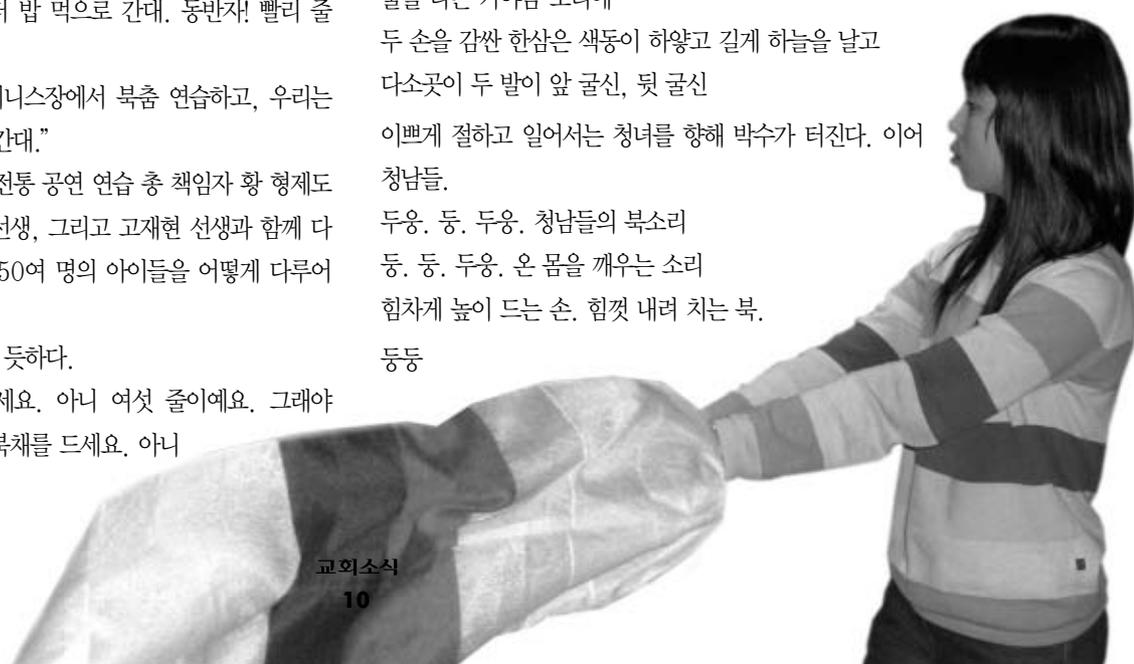 밥 먹으로 간대. 동반자! 빨리 줄
에서 북춤 연습하고, 우리는
간대.”
전통 공연 연습 총 책임자 황 형제도
선생, 그리고 고재현 선생과 함께 다
50여 명의 아이들을 어떻게 다루어
듯하다.
세요. 아니 여섯 줄이예요. 그래야
북채를 드세요. 아니
두 손을 감싼 한삼은 색동이 하얗고 길게 하늘을 날고
다소곳이 두 발이 앞 굴신, 뒷 굴신
이쁘게 절하고 일어서는 청녀를 향해 박수가 터진다. 이어
청남들.
두웅. 둥. 두웅. 청남들의 북소리
둥. 둥. 두웅. 온 몸을 깨우는 소리
힘차게 높이 드는 손. 힘껏 내려 치는 북.
둥둥
교회소식
10